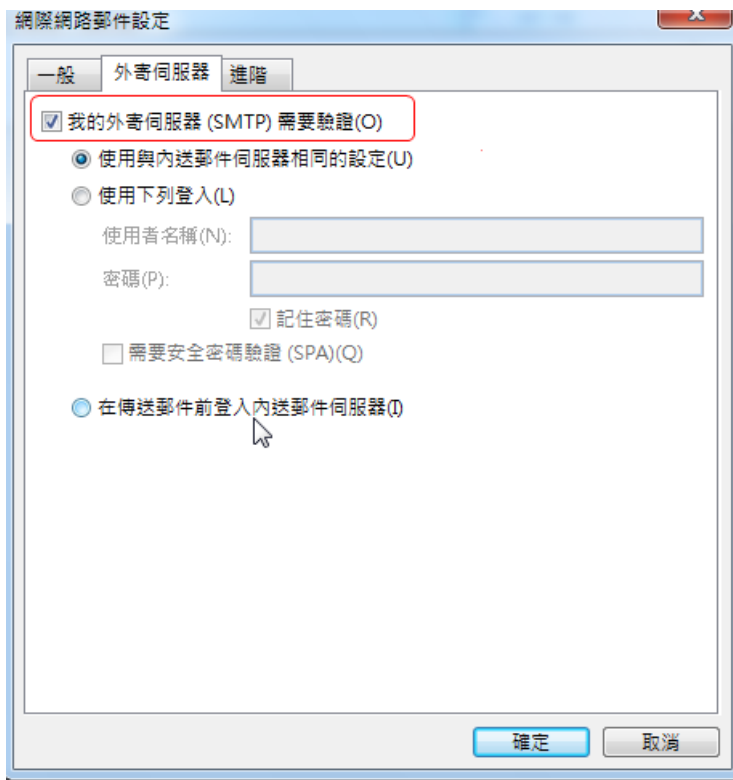 網際網路郵件設定
一般 外寄伺服器 進階
我的外寄伺服器 (SMTP) 需要驗證(O)
使用與內送郵件伺服器相同的設定(U)
使用下列登入(L)
使用者名稱(N):
密碼(P):
記住密碼(R)
需要安全密碼驗證 (SPA)(Q)
在傳送郵件前登入內送郵件伺服器(I)
確定 取消